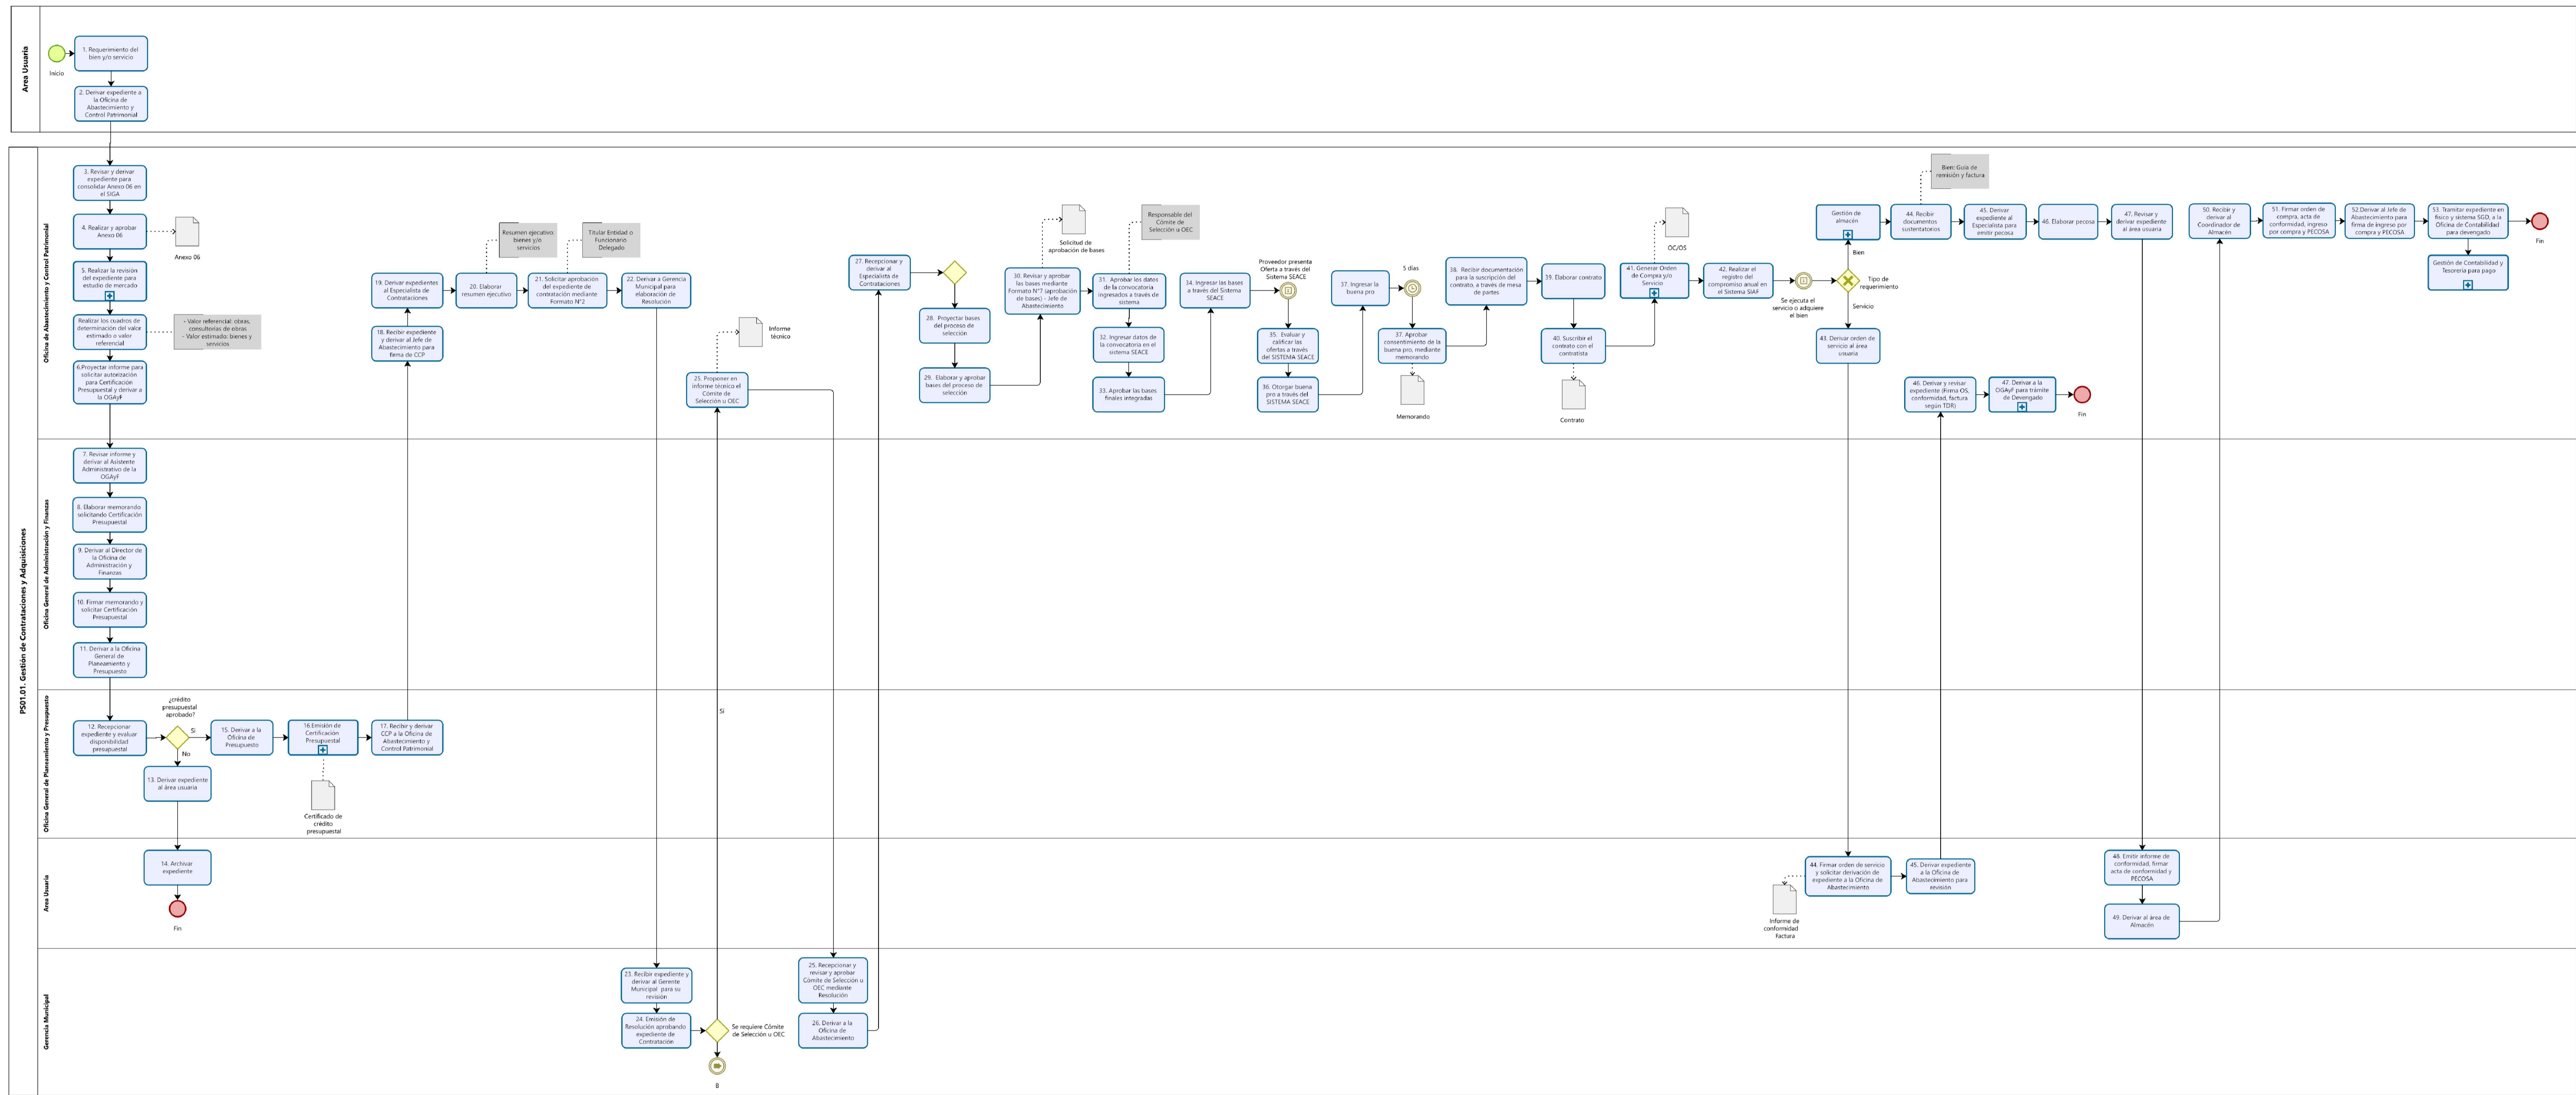 Area Usuaria
Inicio
1. Requerimiento del
bien y/o servicio
2. Derivar expediente a
la Oficina de
Abastecimiento y
Control Patrimonial
PS01.01. Gestión de Contrataciones y Adquisiciones
Oficina de Abastecimiento y Control Patrimonial
3. Revisar y derivar
expediente para
consolidar Anexo 06 en
el SIGA
4. Realizar y aprobar
Anexo 06
Anexo 06
5. Realizar la revisión
del expediente para
estudio de mercado
Realizar los cuadros de
determinación del valor
estimado o valor
referencial
- Valor referencial: obras,
consultorías de obras
- Valor estimado: bienes y
servicios
6.Proyectar informe para
solicitar autorización
para Certificación
Presupuestal y derivar a
la OGAyF
19. Derivar expedientes
al Especialista de
Contrataciones
18. Recibir expediente
y derivar al Jefe de
Abastecimiento para
firma de CCP
20. Elaborar
resumen ejecutivo
Resumen ejecutivo:
bienes y/o
servicios
21. Solicitar aprobación
del expediente de
contratación mediante
Formato N°2
Titular Entidad o
Funcionario
Delegado
22. Derivar a Gerencia
Municipal para
elaboración de
Resolución
25. Proponer en
informe técnico el
Cómite de
Selección u OEC
Informe
técnico
27. Recepcionar y
derivar al
Especialista de
Contrataciones
28. Proyectar bases
del proceso de
selección
29. Elaborar y aprobar
bases del proceso de
selección
30. Revisar y aprobar
las bases mediante
Formato N°7 (aprobación
de bases) - Jefe de
Abastecimiento
Solicitud de
aprobación de bases
31. Aprobar los datos
de la convocatoria
ingresados a través de
sistema
Responsable del
Cómite de
Selección u OEC
32. Ingresar datos de
la convocatoria en el
sistema SEACE
33. Aprobar las bases
finales integradas
34. Ingresar las bases
a través del Sistema
SEACE
Proveedor presenta
Oferta a través del
Sistema SEACE
35. Evaluar y
calificar las
ofertas a través
del SISTEMA SEACE
36. Otorgar buena
pro a través del
SISTEMA SEACE
37. Ingresar la
buena pro
5 días
37. Aprobar
consentimiento de la
buena pro, mediante
memorando
Memorando
38. Recibir documentación
para la suscripción del
contrato, a través de mesa
de partes
39. Elaborar contrato
40. Suscribir el
contrato con el
contratista
Contrato
41. Generar Orden
de Compra y/o
Servicio
OC/OS
42. Realizar el
registro del
compromiso anual en
el Sistema SIAF
Se ejecuta el
servicio o adquiere
el bien
Tipo de
requerimiento
Bien
Servicio
Gestión de
almacén
43. Derivar orden de
servicio al área
usuaria
44. Recibir
documentos
sustentatorios
Bien: Guía de
remisión y factura
45. Derivar
expediente al
Especialista para
emitir pecosa
46. Elaborar pecosa
47. Revisar y
derivar expediente
al área usuaria
46. Derivar y revisar
expediente (Firma OS,
conformidad, factura
según TDR)
47. Derivar a la
OGAyF para trámite
de Devengado
Fin
50. Recibir y
derivar al
Coordinador de
Almacén
51. Firmar orden de
compra, acta de
conformidad, ingreso
por compra y PECOSA
52.Derivar al Jefe de
Abastecimiento para
firma de ingreso por
compra y PECOSA
53. Tramitar expediente en
físico y sistema SGD, a la
Oficina de Contabilidad
para devengado
Gestión de Contabilidad y
Tesorería para pago
Fin
Oficina General de Administración y Finanzas
7. Revisar informe y
derivar al Asistente
Administrativo de la
OGAyF
8. Elaborar memorando
solicitando Certificación
Presupuestal
9. Derivar al Director de
la Oficina de
Administración y
Finanzas
10. Firmar memorando y
solicitar Certificación
Presupuestal
11. Derivar a la Oficina
General de
Planeamiento y
Presupuesto
Oficina General de Planeamiento y Presupuesto
12. Recepcionar
expediente y evaluar
disponibilidad
presupuestal
¿crédito
presupuestal
aprobado?
Si
No
13. Derivar expediente
al área usuaria
15. Derivar a la
Oficina de
Presupuesto
16.Emisión de
Certificación
Presupuestal
Certificado de
crédito
presupuestal
17. Recibir y derivar
CCP a la Oficina de
Abastecimiento y
Control Patrimonial
Si
Area Usuaria
14. Archivar
expediente
Fin
44. Firmar orden de servicio
y solicitar derivación de
expediente a la Oficina de
Abastecimiento
Informe de
conformidad
Factura
45. Derivar expediente
a la Oficina de
Abastecimiento para
revisión
48. Emitir informe de
conformidad, firmar
acta de conformidad y
PECOSA
49. Derivar al área de
Almacén
Gerencia Municipal
23. Recibir expediente y
derivar al Gerente
Municipal para su
revisión
24. Emisión de
Resolución aprobando
expediente de
Contratación
Se requiere Cómite
de Selección u OEC
B
25. Recepcionar y
revisar y aprobar
Cómite de Selección u
OEC mediante
Resolución
26. Derivar a la
Oficina de
Abastecimiento